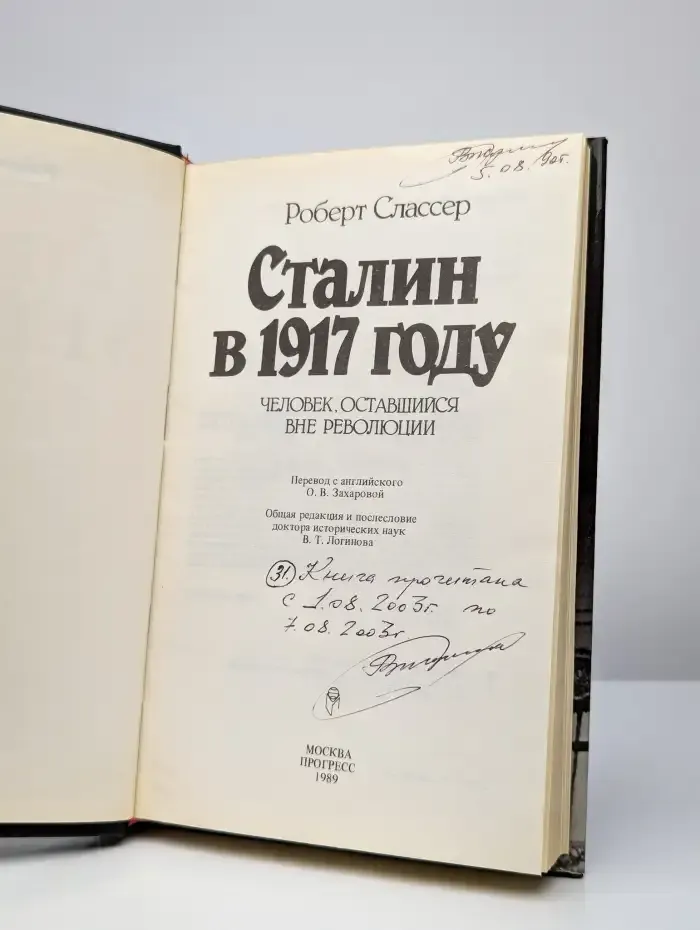 5.08.90г.
Роберт Слассер
Сталин
в 1917 году
ЧЕЛОВЕК, ОСТАВШИЙСЯ
ВНЕ РЕВОЛЮЦИИ
Перевод с английского
О. В. Захаровой
Общая редакция и послесловие
доктора исторических наук
В. Т. Логинова
31. Книга прочитана
с 1.08.2003г. по
7.08.2003г.
МОСКВА
ПРОГРЕСС
1989